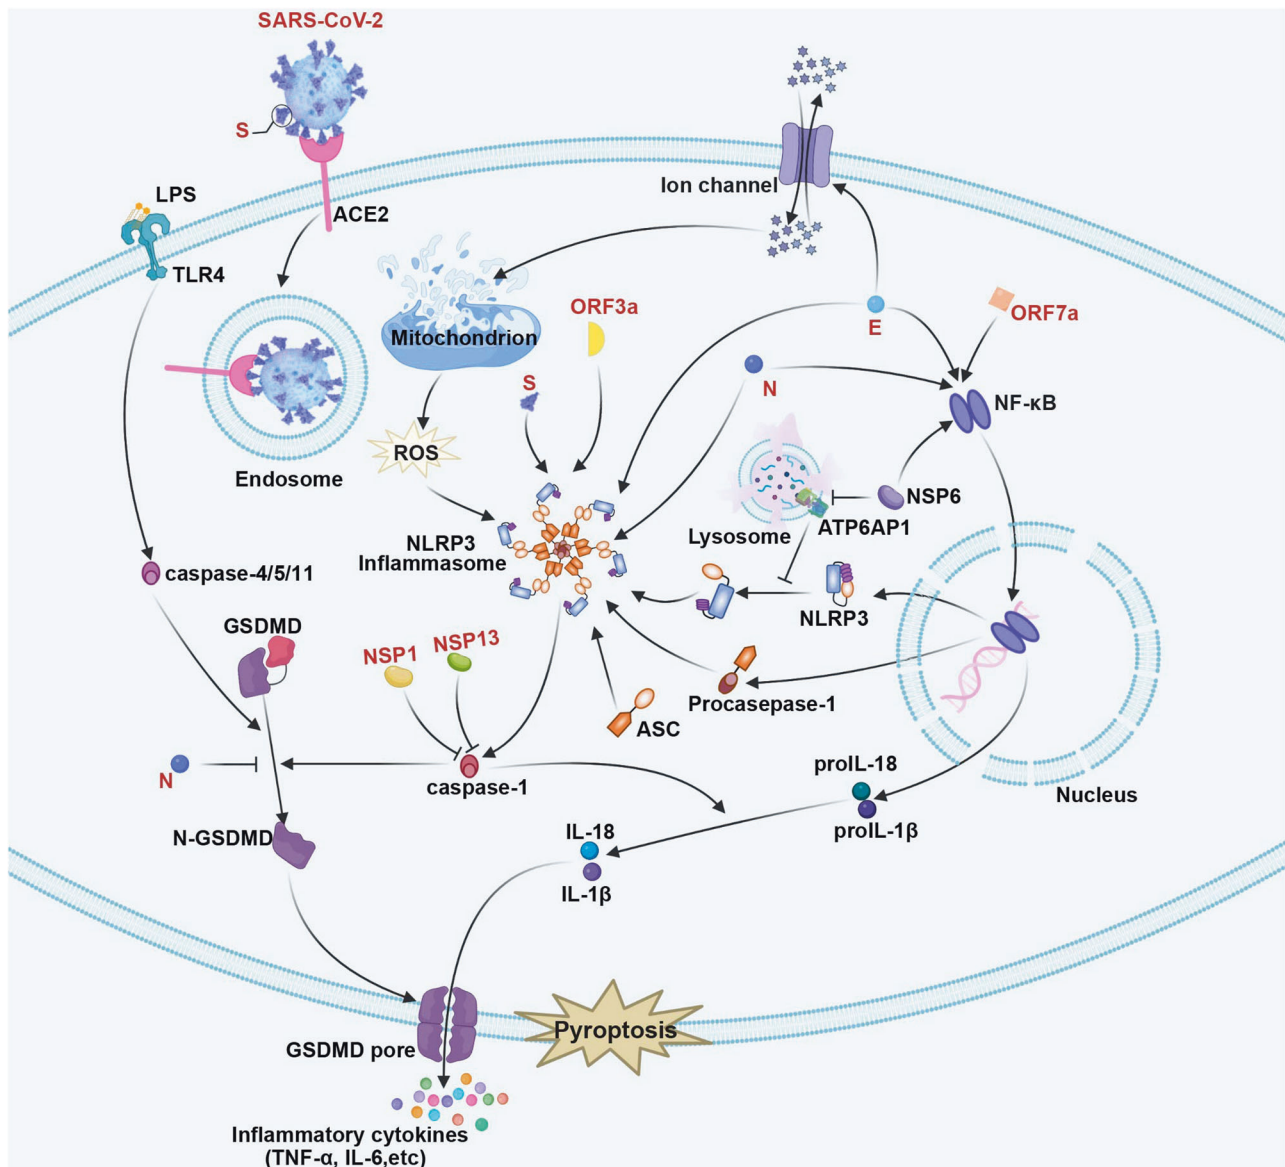 SARS-CoV-2
S
LPS
ACE2
TLR4
Ion channel
Mitochondrion
ORF3a
E
ORF7a
S
N
NF-κB
ROS
Endosome
NSP6
ATP6AP1
Lysosome
NLRP3
Inflammasome
caspase-4/5/11
NLRP3
GSDMD
NSP1
NSP13
Procasepase-1
ASC
N
caspase-1
proIL-18
proIL-1β
Nucleus
N-GSDMD
IL-18
IL-1β
Pyroptosis
GSDMD pore
Inflammatory cytokines
(TNF-α, IL-6,etc)